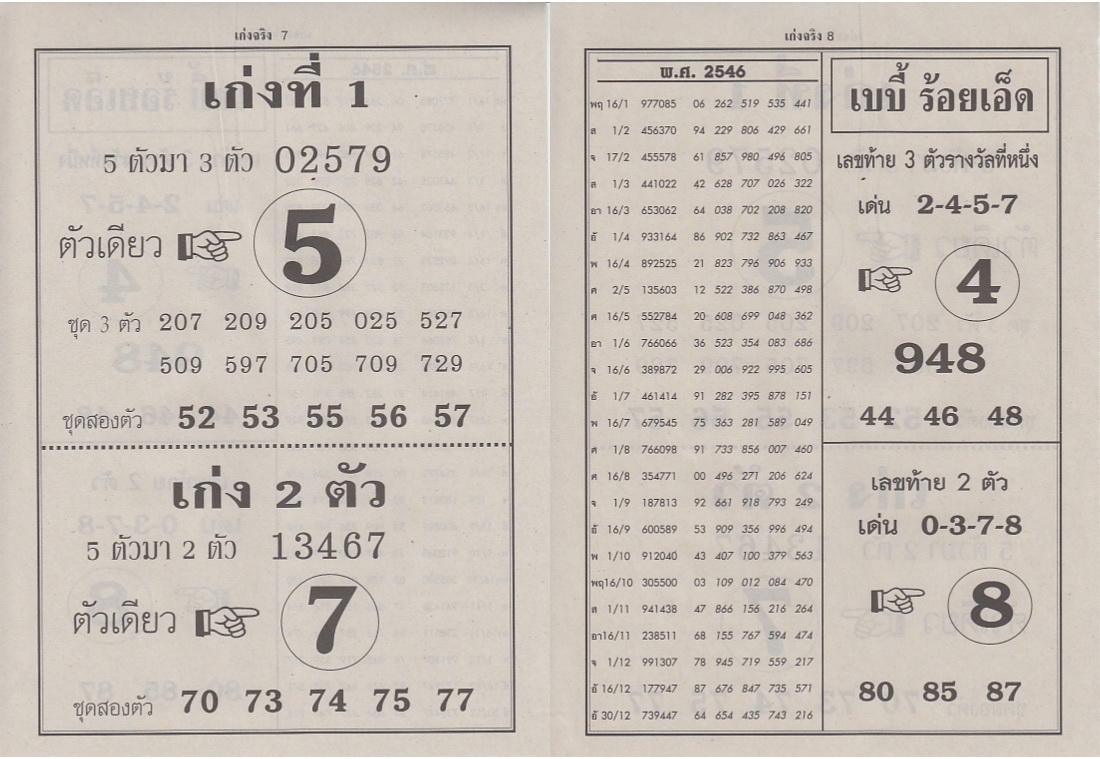 เก่งจริง 7
เก่งที่ 1
5 ตัวมา 3 ตัว 02579
ตัวเดียว 5
ชุด 3 ตัว 207 209 205 025 527
509 597 705 709 729
ชุดสองตัว 52 53 55 56 57
เก่ง 2 ตัว
5 ตัวมา 2 ตัว 13467
ตัวเดียว 7
ชุดสองตัว 70 73 74 75 77
เก่งจริง 8
พ.ศ. 2546
พฤ 16/1 977085 06 262 519 535 441
ส 1/2 456370 94 229 806 429 661
จ 17/2 455578 61 857 980 496 805
ส 1/3 441022 42 628 707 026 322
อา 16/3 653062 64 038 702 208 820
อั 1/4 933164 86 902 732 863 467
พ 16/4 892525 21 823 796 906 933
ศ 2/5 135603 12 522 386 870 498
ศ 16/5 552784 20 608 699 048 362
อา 1/6 766066 36 523 354 083 686
จ 16/6 389872 29 006 922 995 605
อั 1/7 461414 91 282 395 878 151
พ 16/7 679545 75 363 281 589 049
ศ 1/8 766098 91 733 856 007 460
ศ 16/8 354771 00 496 271 206 624
จ 1/9 187813 92 661 918 793 249
อั 16/9 600589 53 909 356 996 494
พ 1/10 912040 43 407 100 379 563
พฤ16/10 305500 03 109 012 084 470
ส 1/11 941438 47 866 156 216 264
อา16/11 238511 68 155 767 594 474
จ 1/12 991307 78 945 719 559 217
อั 16/12 177947 87 676 847 735 571
อั 30/12 739447 64 654 435 743 216
เบบี้ ร้อยเอ็ด
เลขท้าย 3 ตัวรางวัลที่หนึ่ง
เด่น 2-4-5-7
4
948
44 46 48
เลขท้าย 2 ตัว
เด่น 0-3-7-8
8
80 85 87